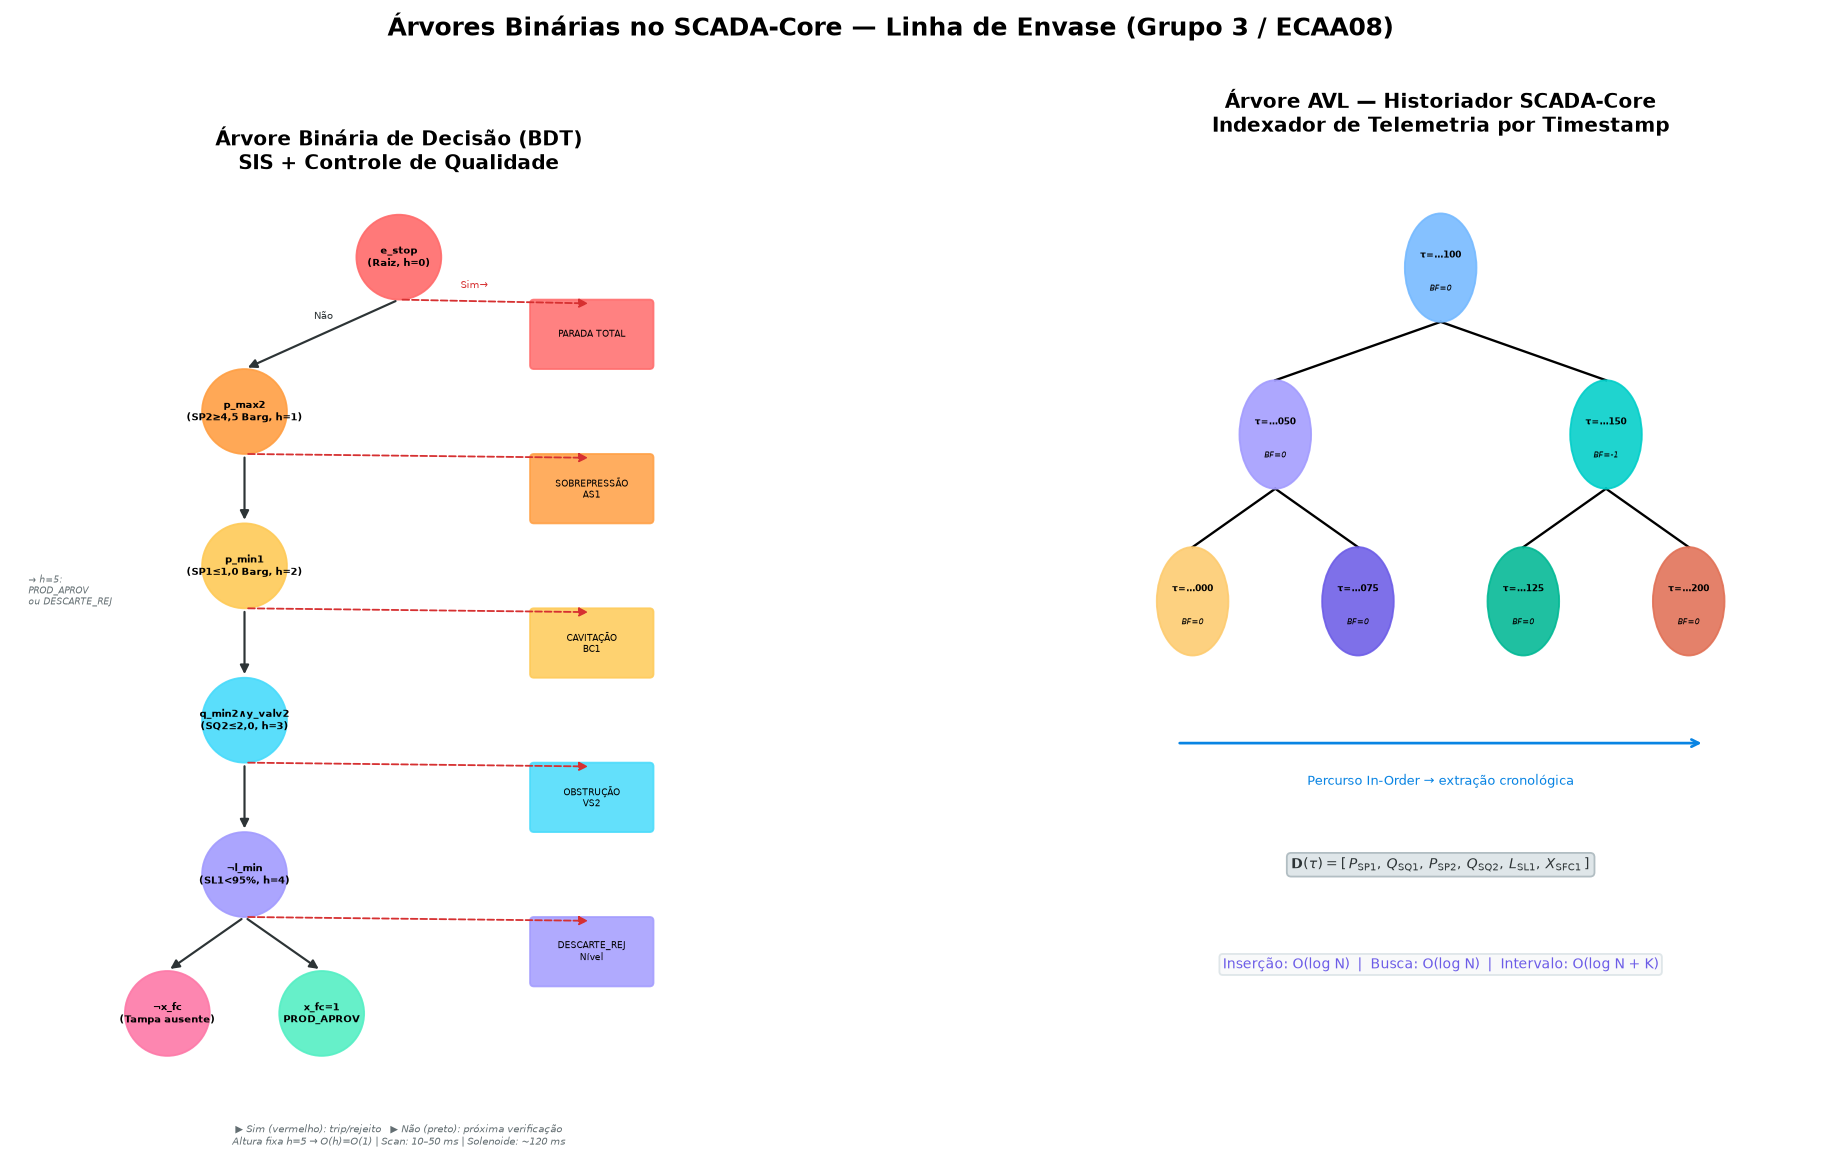 Árvores Binárias no SCADA-Core — Linha de Envase (Grupo 3 / ECAA08)
Árvore Binária de Decisão (BDT)
SIS + Controle de Qualidade
e_stop
(Raiz, h=0)
Sim→
Não
PARADA TOTAL
p_max2
(SP2≥4,5 Barg, h=1)
SOBREPRESSÃO
AS1
p_min1
(SP1≤1,0 Barg, h=2)
→ h=5:
PROD_APROV
ou DESCARTE_REJ
CAVITAÇÃO
BC1
q_min2∧y_valv2
(SQ2≤2,0, h=3)
OBSTRUÇÃO
VS2
¬l_min
(SL1<95%, h=4)
DESCARTE_REJ
Nível
¬x_fc
(Tampa ausente)
x_fc=1
PROD_APROV
▶ Sim (vermelho): trip/rejeito ▶ Não (preto): próxima verificação
Altura fixa h=5 → O(h)=O(1) | Scan: 10–50 ms | Solenoide: ~120 ms
Árvore AVL — Historiador SCADA-Core
Indexador de Telemetria por Timestamp
τ=…100
BF=0
τ=…050
BF=0
τ=…150
BF=-1
τ=…000
BF=0
τ=…075
BF=0
τ=…125
BF=0
τ=…200
BF=0
Percurso In-Order → extração cronológica
D(τ) = [ P_SP1, Q_SQ1, P_SP2, Q_SQ2, L_SL1, X_SFC1 ]
Inserção: O(log N) | Busca: O(log N) | Intervalo: O(log N + K)